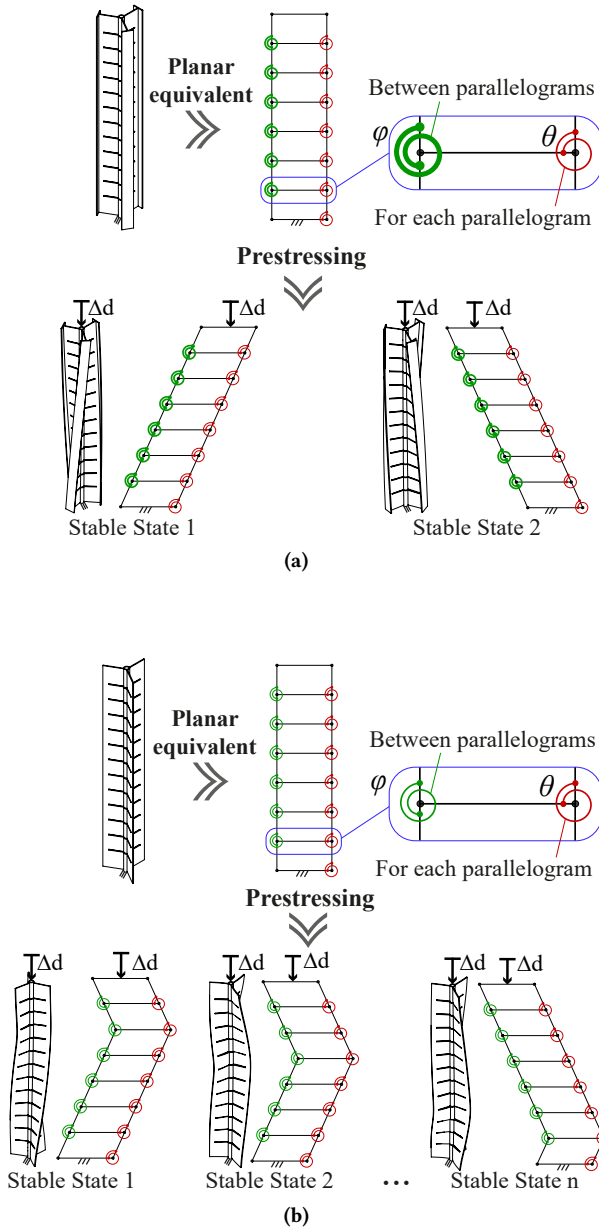 Planar
equivalent
Between parallelograms
φ
θ
For each parallelogram
Prestressing
Δd
Δd
Δd
Δd
Stable State 1
Stable State 2
(a)
Planar
equivalent
Between parallelograms
φ
θ
For each parallelogram
Prestressing
Δd
Δd
Δd
Δd
Δd
Δd
Stable State 1
Stable State 2
...
Stable State n
(b)